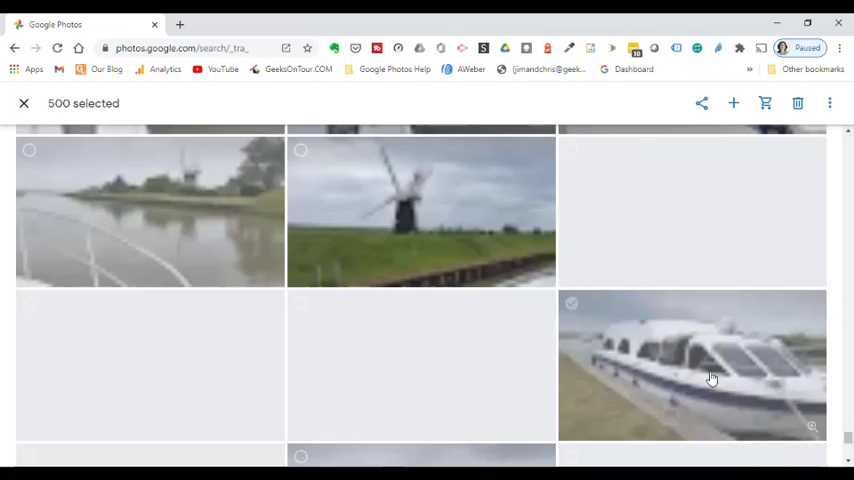 Google Photos
photos.google.com/search/_tra_
10
Paused
Apps
Our Blog
Analytics
YouTube
GeeksOnTour.COM
Google Photos Help
AWeber
(jimandchris@geek...
Dashboard
»
Other bookmarks
500 selected